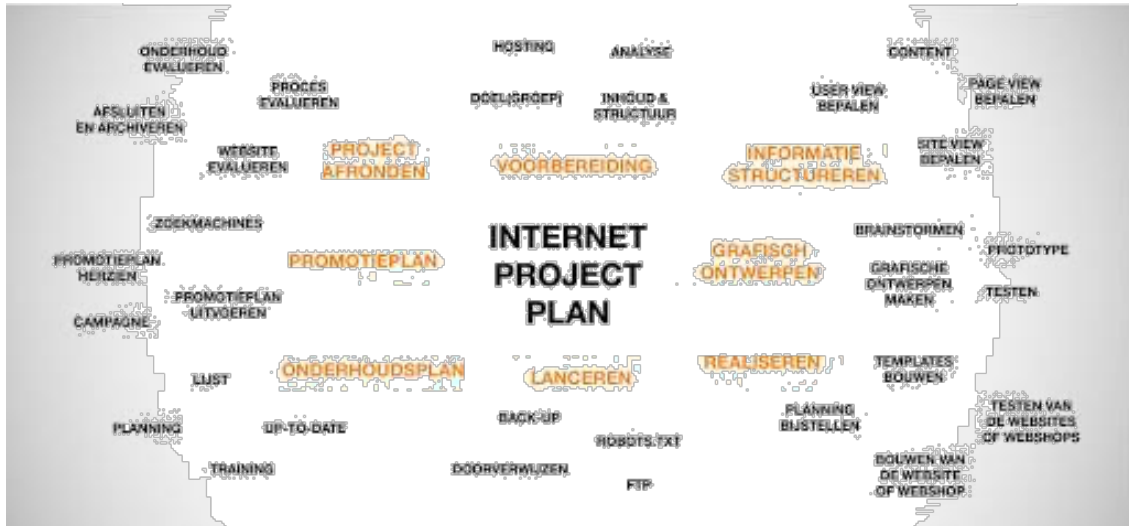 ONDERHOUD
EVALUEREN
HOSTING
ANALYSE
CONTENT
PROCES
EVALUEREN
DOEL(GROEP)
INHOUD &
STRUCTUUR
USER VIEW
BEPALEN
PAGE VIEW
BEPALEN
AFSLUITEN
EN ARCHIVEREN
WEBSITE
EVALUEREN
PROJECT
AFRONDEN
VOORBEREIDING
INFORMATIE
STRUCTUREREN
SITE VIEW
BEPALEN
ZOEKMACHINES
INTERNET
PROJECT
PLAN
BRAINSTORMEN
PROMOTIEPLAN
HERZIEN
PROMOTIEPLAN
GRAFISCH
ONTWERPEN
PROTOTYPE
GRAFISCHE
ONTWERPEN
MAKEN
PROMOTIEPLAN
UITVOEREN
TESTEN
CAMPAGNE
LIJST
ONDERHOUDSPLAN
LANCEREN
REALISEREN
TEMPLATES
BOUWEN
PLANNING
UP-TO-DATE
BACK-UP
PLANNING
BIJSTELLEN
TESTEN VAN
DE WEBSITES
OF WEBSHOPS
ROBOTS.TXT
TRAINING
DOORVERWIJZEN
FTP
BOUWEN VAN
DE WEBSITE
OF WEBSHOP